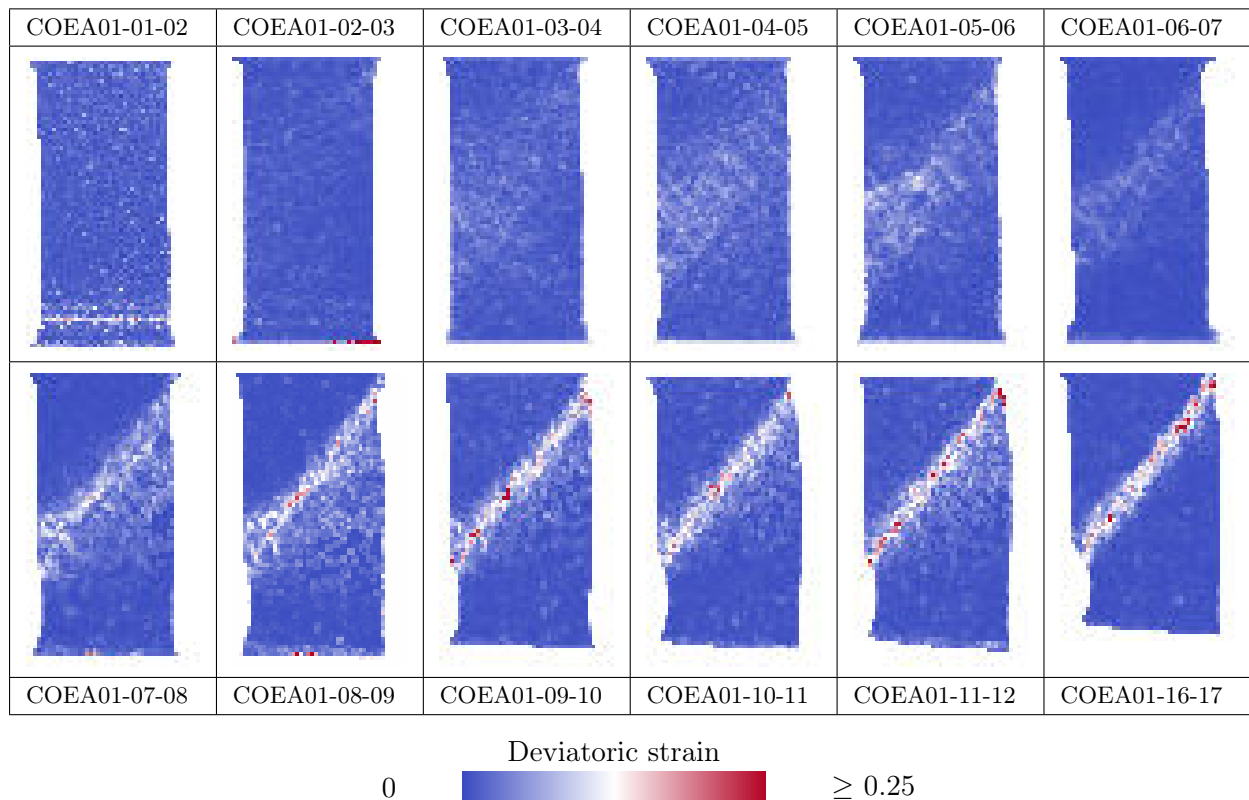 COEA01-01-02 COEA01-02-03 COEA01-03-04 COEA01-04-05 COEA01-05-06 COEA01-06-07
COEA01-07-08 COEA01-08-09 COEA01-09-10 COEA01-10-11 COEA01-11-12 COEA01-16-17
Deviatoric strain
0 ≥ 0.25